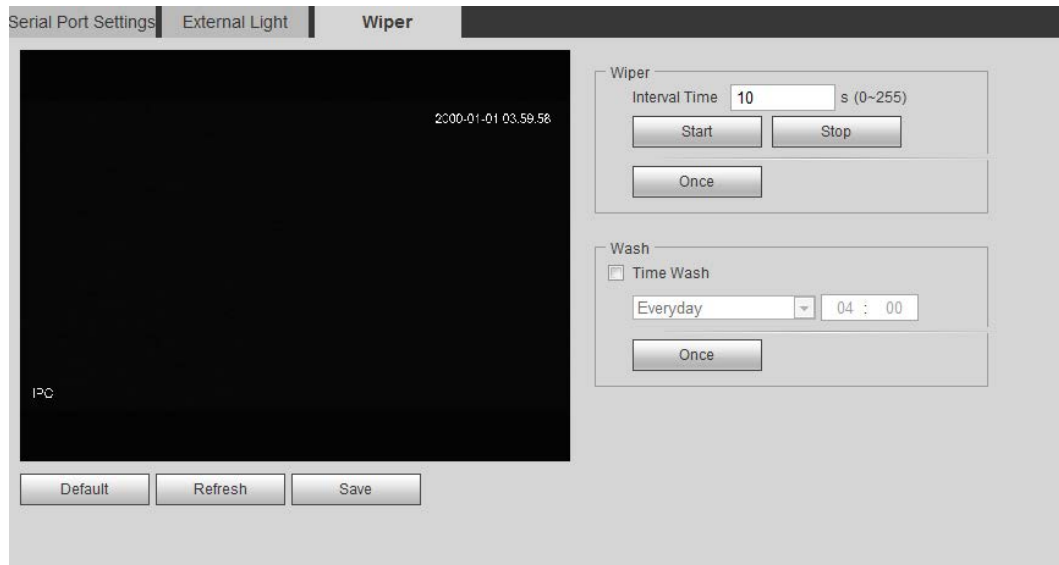 Serial Port Settings External Light Wiper
2000-01-01 03:59:58
IPC
Wiper
Interval Time 10 s (0~255)
Start Stop
Once
Wash
Time Wash
Everyday 04 : 00
Once
Default Refresh Save